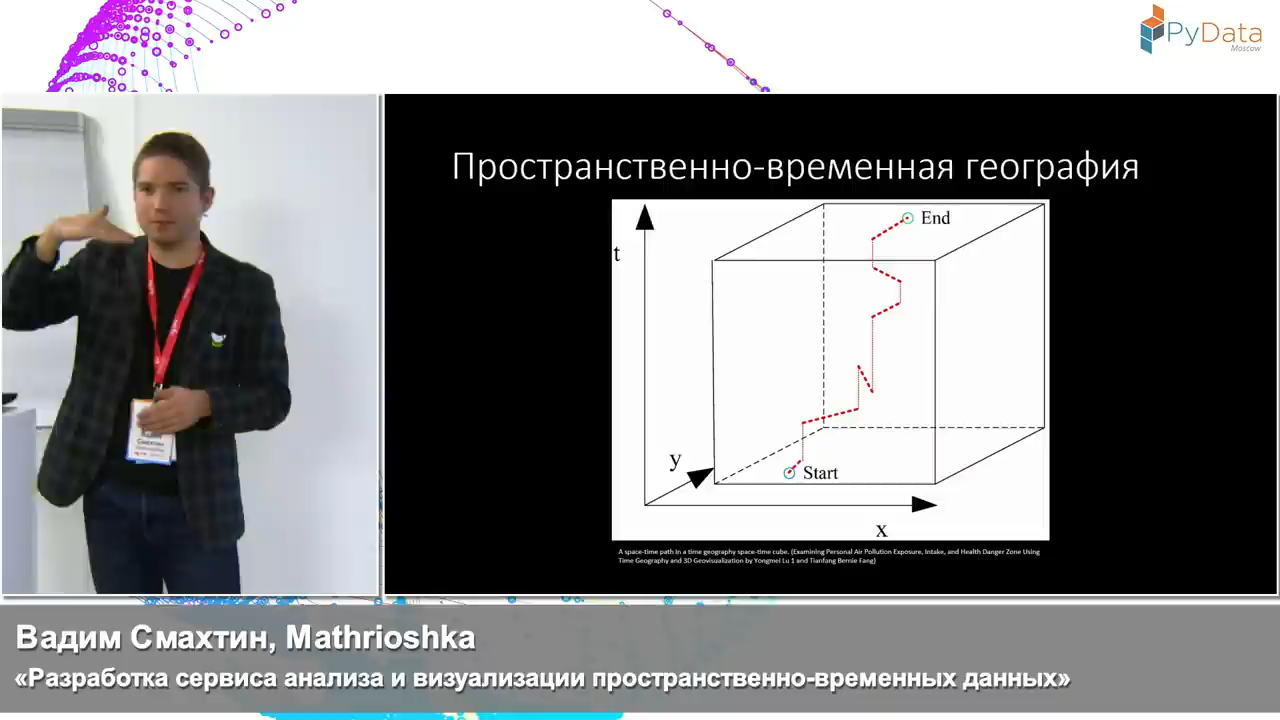 PyData
Moscow
Пространственно-временная география
t
End
y
Start
x
A space-time path in a time geography space-time cube. (Examining Personal Air Pollution Exposure, Intake, and Health Danger Zone Using
Time Geography and 3D Geovisualization by Yongmei Lu 1 and Tianfang Bernie Fang)
Вадим
Смахтин
Вадим Смахтин, Mathrioshka
«Разработка сервиса анализа и визуализации пространственно-временных данных»